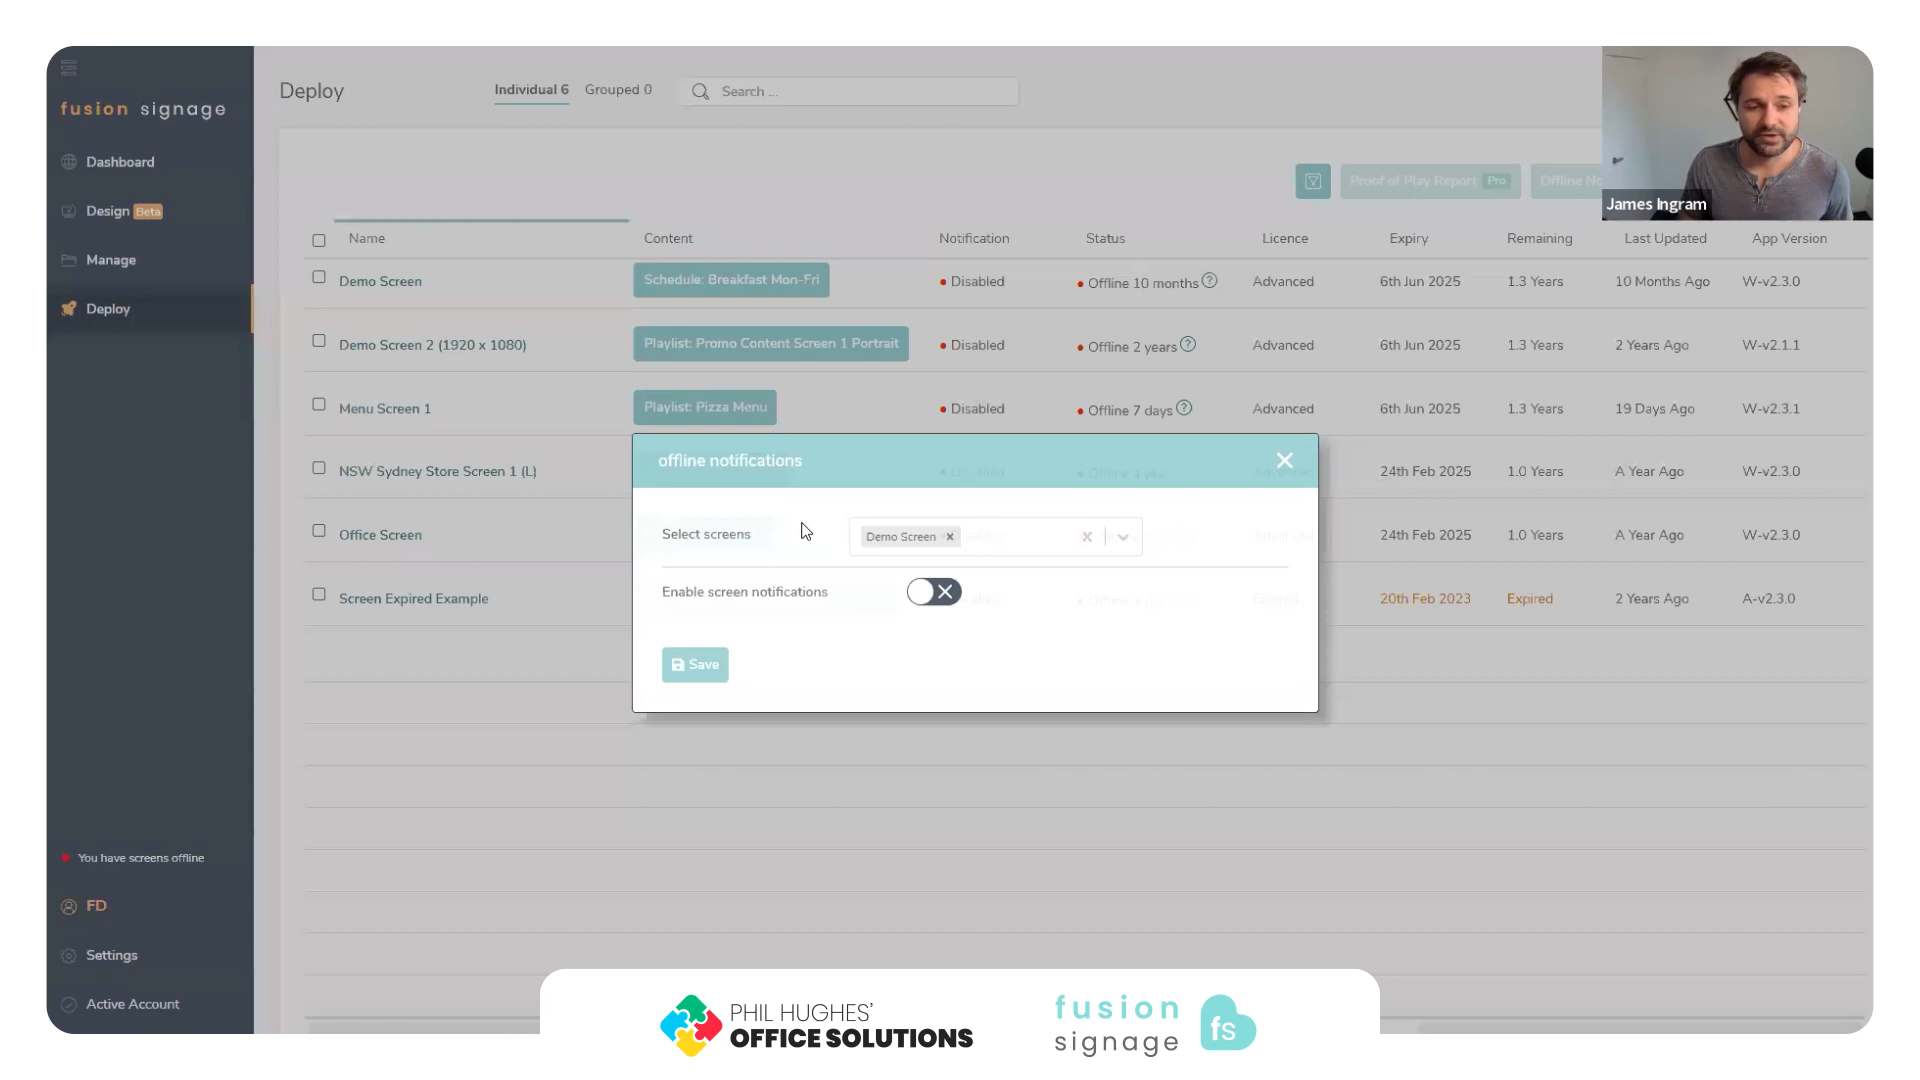 fusion signage
Dashboard
Design Beta
Manage
Deploy
You have screens offline
FD
Settings
Active Account
Deploy
Individual 6
Grouped 0
Search ...
Proof of Play Report Pro
Offline
James Ingram
Name Content Notification Status Licence Expiry Remaining Last Updated App Version
Demo Screen Schedule: Breakfast Mon-Fri Disabled Offline 10 months Advanced 6th Jun 2025 1.3 Years 10 Months Ago W-v2.3.0
Demo Screen 2 (1920 x 1080) Playlist: Promo Content Screen 1 Portrait Disabled Offline 2 years Advanced 6th Jun 2025 1.3 Years 2 Years Ago W-v2.1.1
Menu Screen 1 Playlist: Pizza Menu Disabled Offline 7 days Advanced 6th Jun 2025 1.3 Years 19 Days Ago W-v2.3.1
NSW Sydney Store Screen 1 (L) 24th Feb 2025 1.0 Years A Year Ago W-v2.3.0
Office Screen 24th Feb 2025 1.0 Years A Year Ago W-v2.3.0
Screen Expired Example 20th Feb 2023 Expired 2 Years Ago A-v2.3.0
offline notifications
Select screens Demo Screen
Enable screen notifications
Save
PHIL HUGHES'
OFFICE SOLUTIONS
fusion
signage
fs